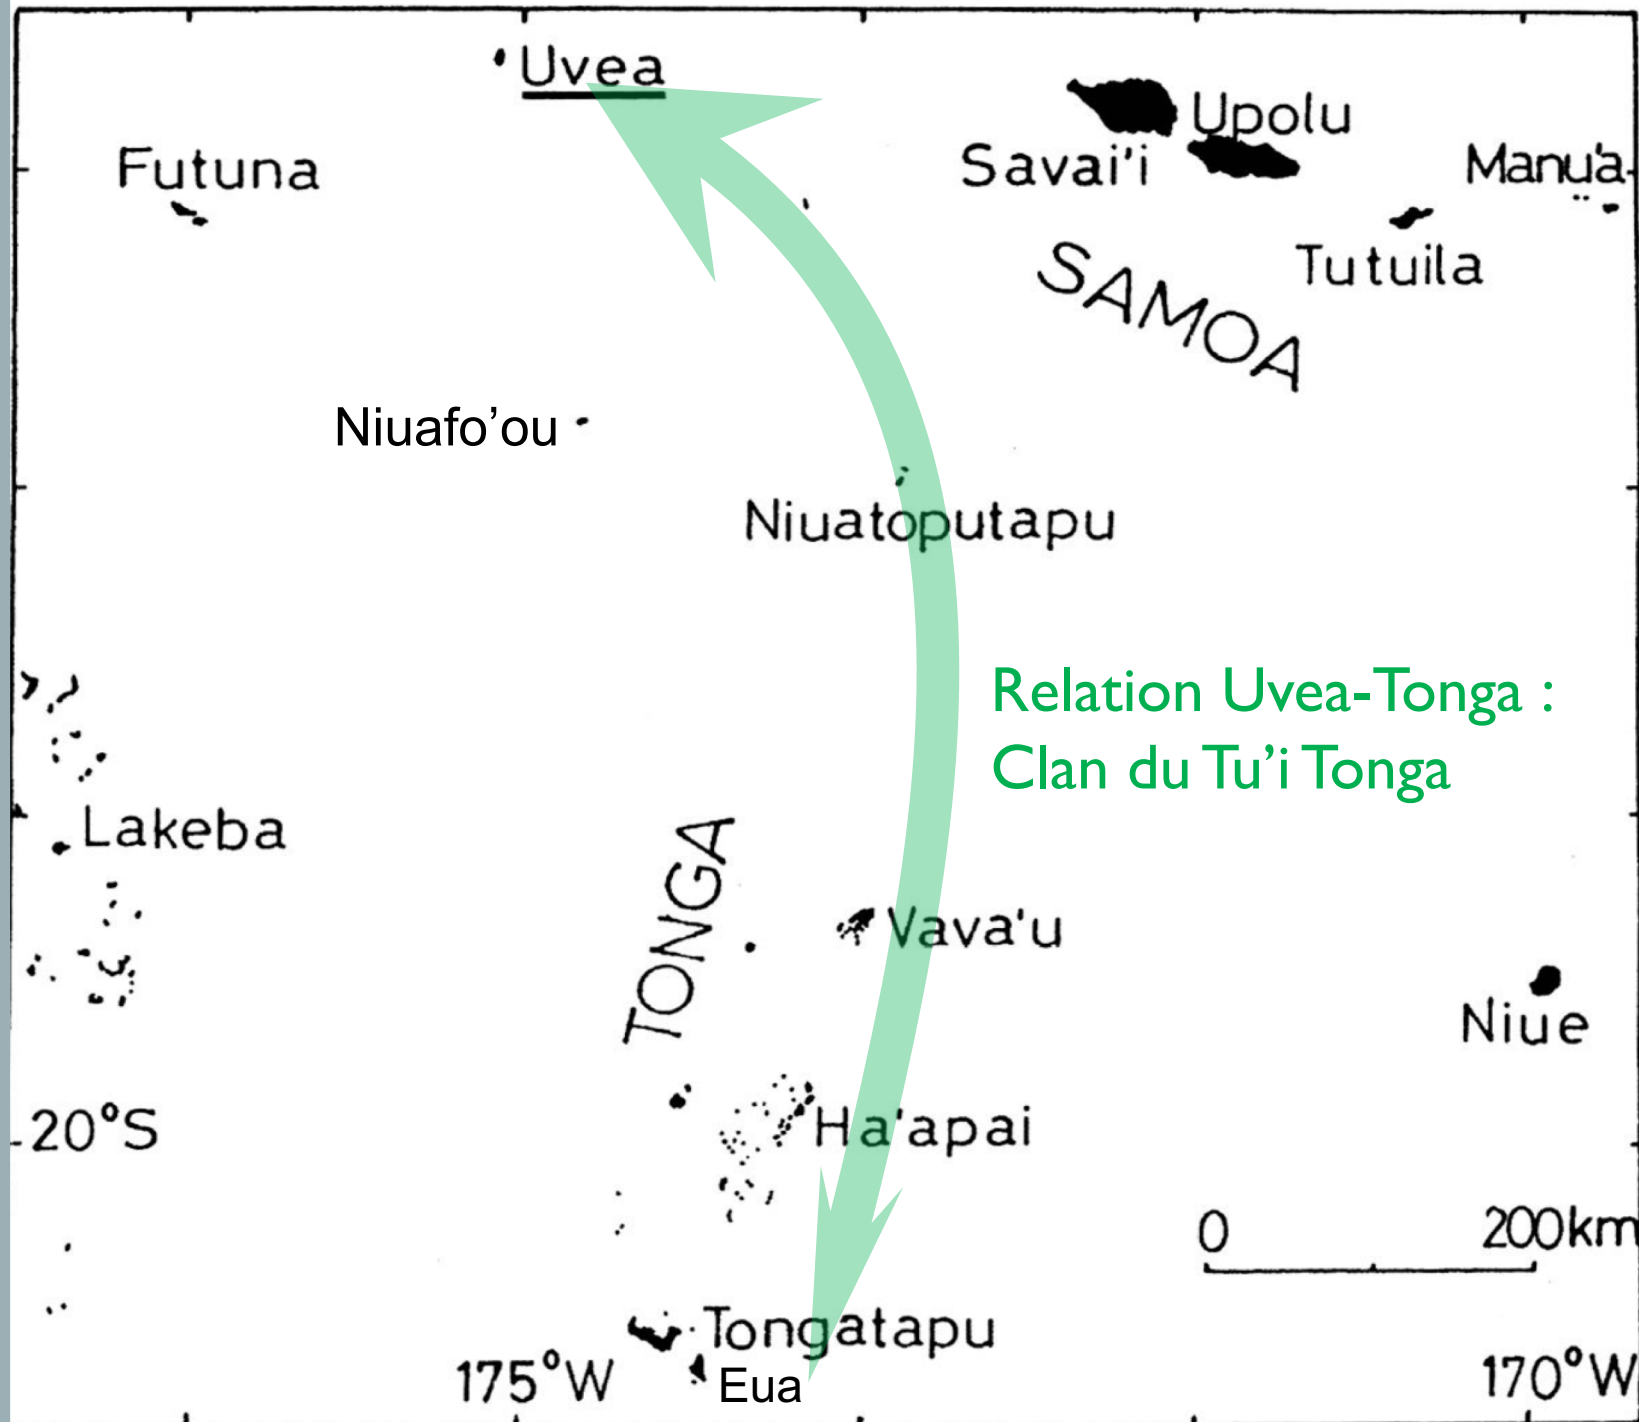 Uvea
Upolu
Savai'i
Manu'a
Futuna
Tutuila
SAMOA
Niuafo’ou
Niuatoputapu
Relation Uvea-Tonga :
Clan du Tu’i Tonga
Lakeba
TONGA
Vava'u
Niue
20°S
Ha'apai
0 200km
Tongatapu
175°W
Eua
170°W